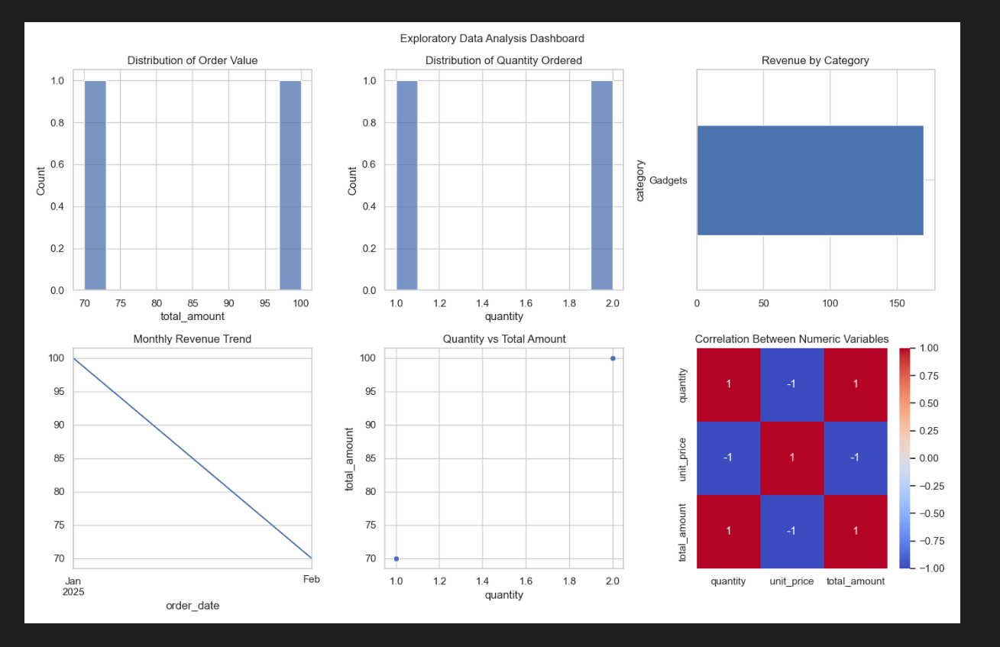 Exploratory Data Analysis Dashboard
Distribution of Order Value
Count
1.0
0.8
0.6
0.4
0.2
0.0
70 75 80 85 90 95 100
total_amount
Distribution of Quantity Ordered
Count
1.0
0.8
0.6
0.4
0.2
0.0
1.0 1.2 1.4 1.6 1.8 2.0
quantity
Revenue by Category
category
Gadgets
0 50 100 150
Monthly Revenue Trend
100
95
90
85
80
75
70
Jan Feb
2025
order_date
Quantity vs Total Amount
total_amount
100
95
90
85
80
75
70
1.0 1.2 1.4 1.6 1.8 2.0
quantity
Correlation Between Numeric Variables
quantity
unit_price
total_amount
1 -1 1
-1 1 -1
1 -1 1
quantity unit_price total_amount
1.00
0.75
0.50
0.25
0.00
−0.25
−0.50
−0.75
−1.00